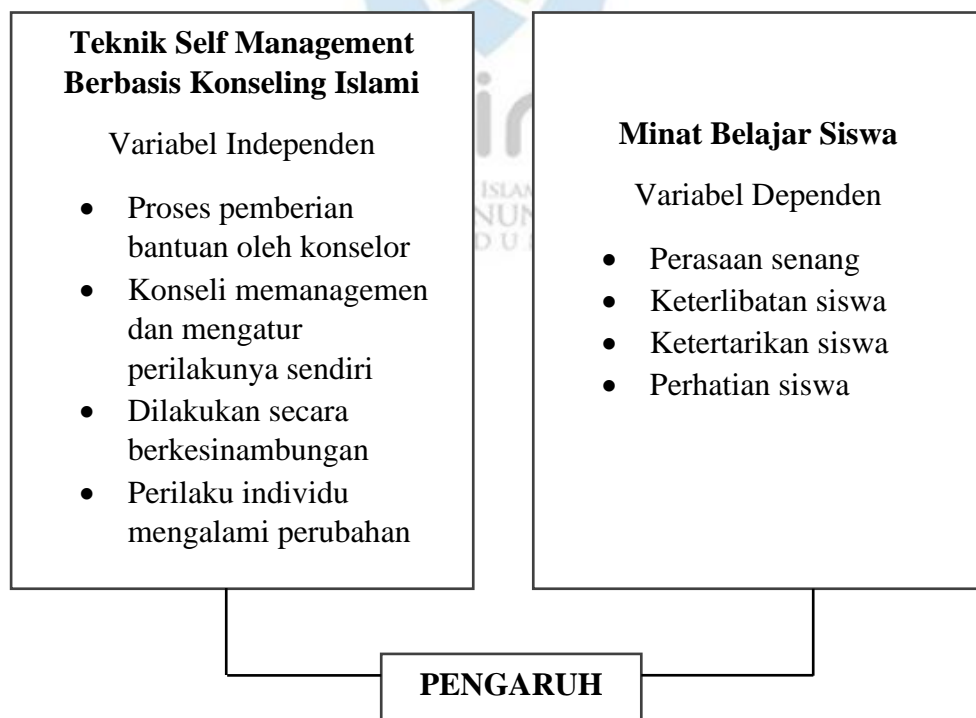 Teknik Self Management
Berbasis Konseling Islami
Variabel Independen
• Proses pemberian
bantuan oleh konselor
• Konseli memanagemen
dan mengatur
perilakunya sendiri
• Dilakukan secara
berkesinambungan
• Perilaku individu
mengalami perubahan
Minat Belajar Siswa
Variabel Dependen
• Perasaan senang
• Keterlibatan siswa
• Ketertarikan siswa
• Perhatian siswa
PENGARUH